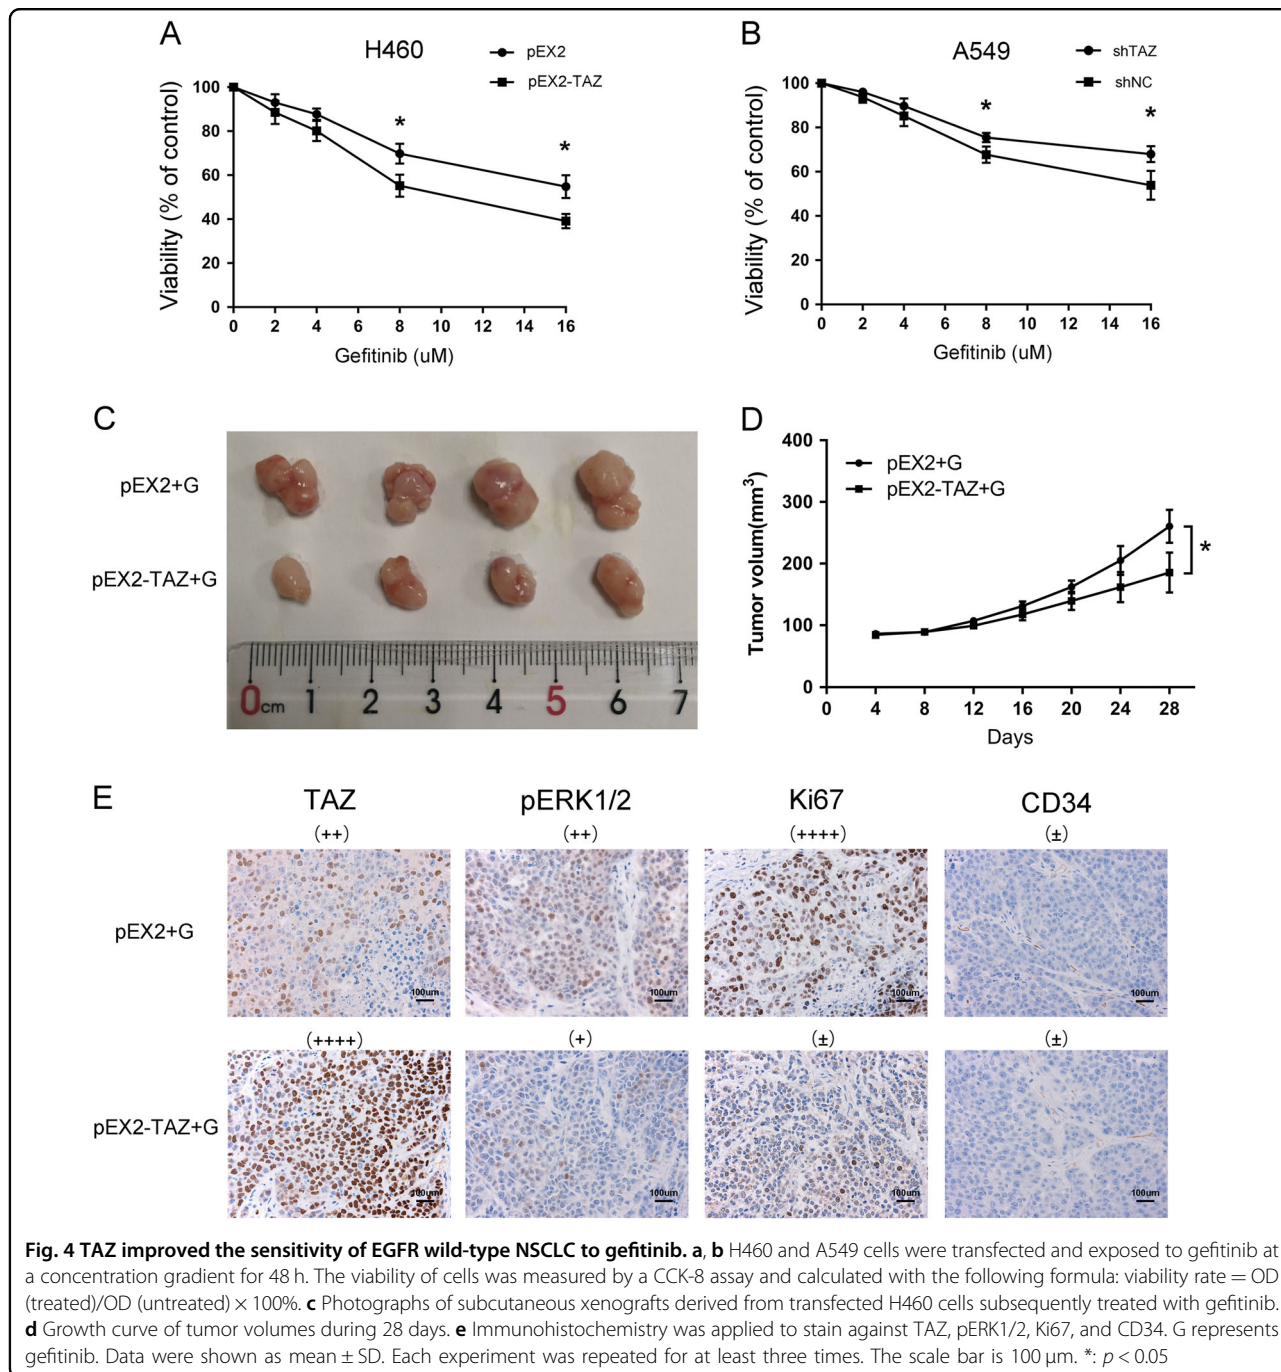 A
H460
pEX2
pEX2-TAZ
Viability (% of control)
100
80
60
40
20
0
0 2 4 6 8 10 12 14 16
Gefitinib (uM)
B
A549
shTAZ
shNC
Viability (% of control)
100
80
60
40
20
0
0 2 4 6 8 10 12 14 16
Gefitinib (uM)
* *
* *
C
pEX2+G
pEX2-TAZ+G
0cm 1 2 3 4 5 6 7
D
pEX2+G
pEX2-TAZ+G
Tumor volum(mm³)
400
300
200
100
0
0 4 8 12 16 20 24 28
Days
*
E
TAZ pERK1/2 Ki67 CD34
(++) (++) (++++) (±)
pEX2+G
100um 100um 100um 100um
(++++) (+) (±) (±)
pEX2-TAZ+G
100um 100um 100um 100um
Fig. 4 TAZ improved the sensitivity of EGFR wild-type NSCLC to gefitinib. a, b H460 and A549 cells were transfected and exposed to gefitinib at
a concentration gradient for 48 h. The viability of cells was measured by a CCK-8 assay and calculated with the following formula: viability rate = OD
(treated)/OD (untreated) × 100%. c Photographs of subcutaneous xenografts derived from transfected H460 cells subsequently treated with gefitinib.
d Growth curve of tumor volumes during 28 days. e Immunohistochemistry was applied to stain against TAZ, pERK1/2, Ki67, and CD34. G represents
gefitinib. Data were shown as mean ± SD. Each experiment was repeated for at least three times. The scale bar is 100 μm. *: p < 0.05